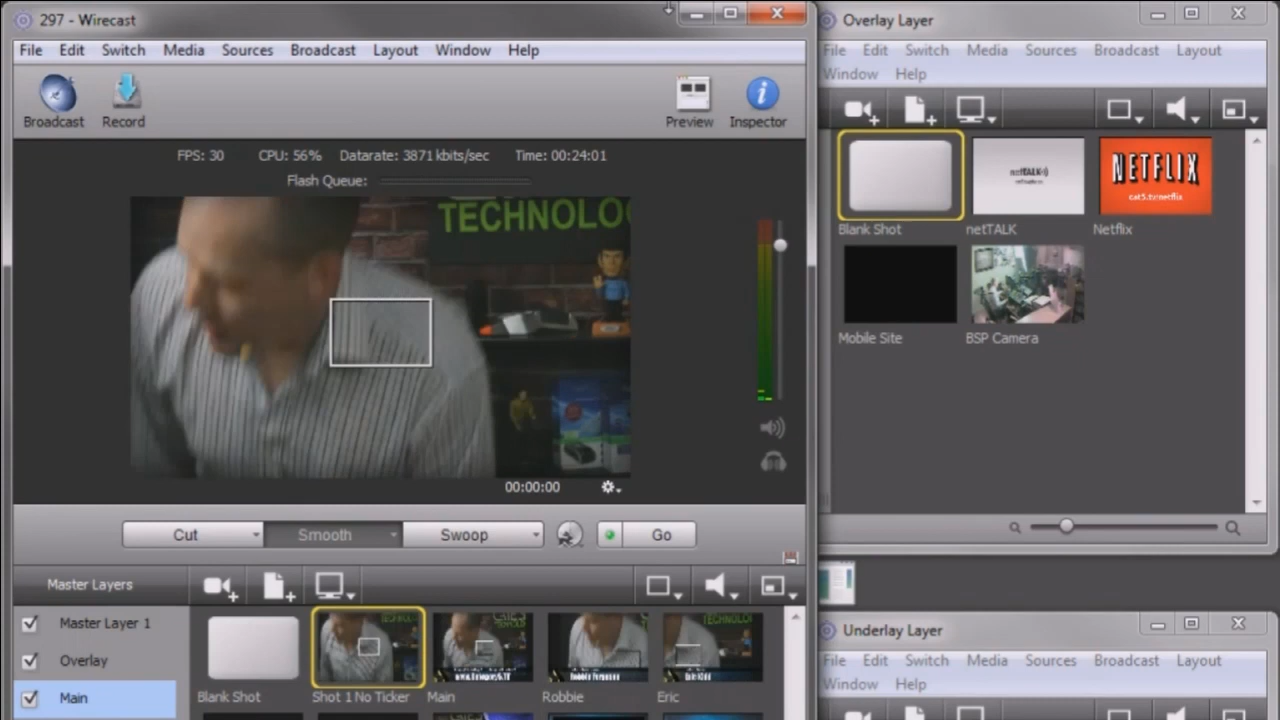 297 - Wirecast
File Edit Switch Media Sources Broadcast Layout Window Help
Broadcast Record Preview Inspector
FPS: 30 CPU: 56% Datarate: 3871 kbits/sec Time: 00:24:01
Flash Queue:
TECHNOLO
00:00:00
Cut Smooth Swoop Go
Master Layers
Master Layer 1
Overlay
Main
Blank Shot Shot 1 No Ticker Main Robbie Eric
Overlay Layer
File Edit Switch Media Sources Broadcast Layout
Window Help
netTALK
NETFLIX
cat5.tv/netflix
Blank Shot netTALK Netflix
Mobile Site BSP Camera
Underlay Layer
File Edit Switch Media Sources Broadcast Layout
Window Help